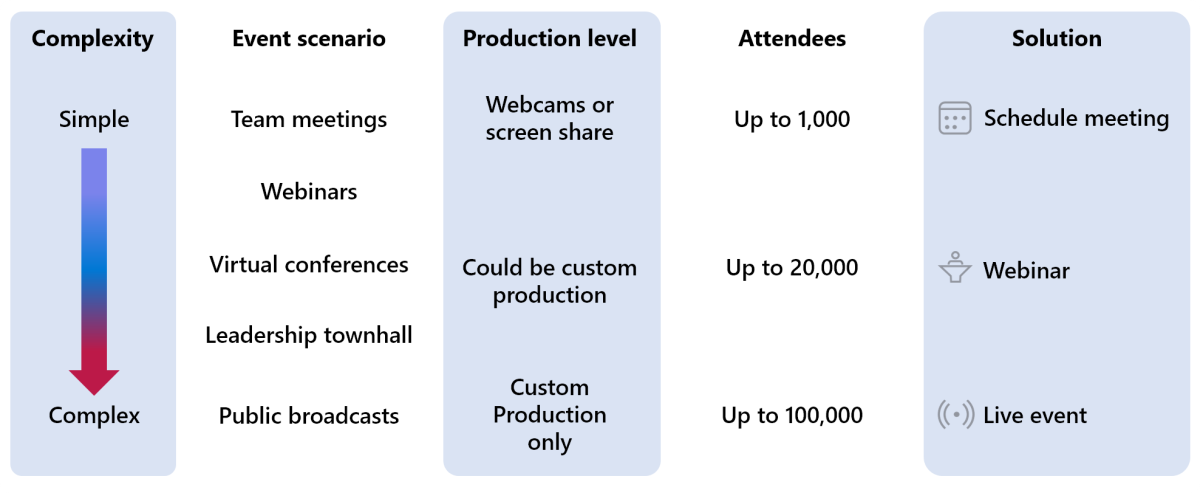 Complexity
Event scenario
Production level
Attendees
Solution
Simple
Team meetings
Webcams or
screen share
Up to 1,000
Schedule meeting
Webinars
Virtual conferences
Could be custom
production
Up to 20,000
Webinar
Leadership townhall
Complex
Public broadcasts
Custom
Production
only
Up to 100,000
Live event